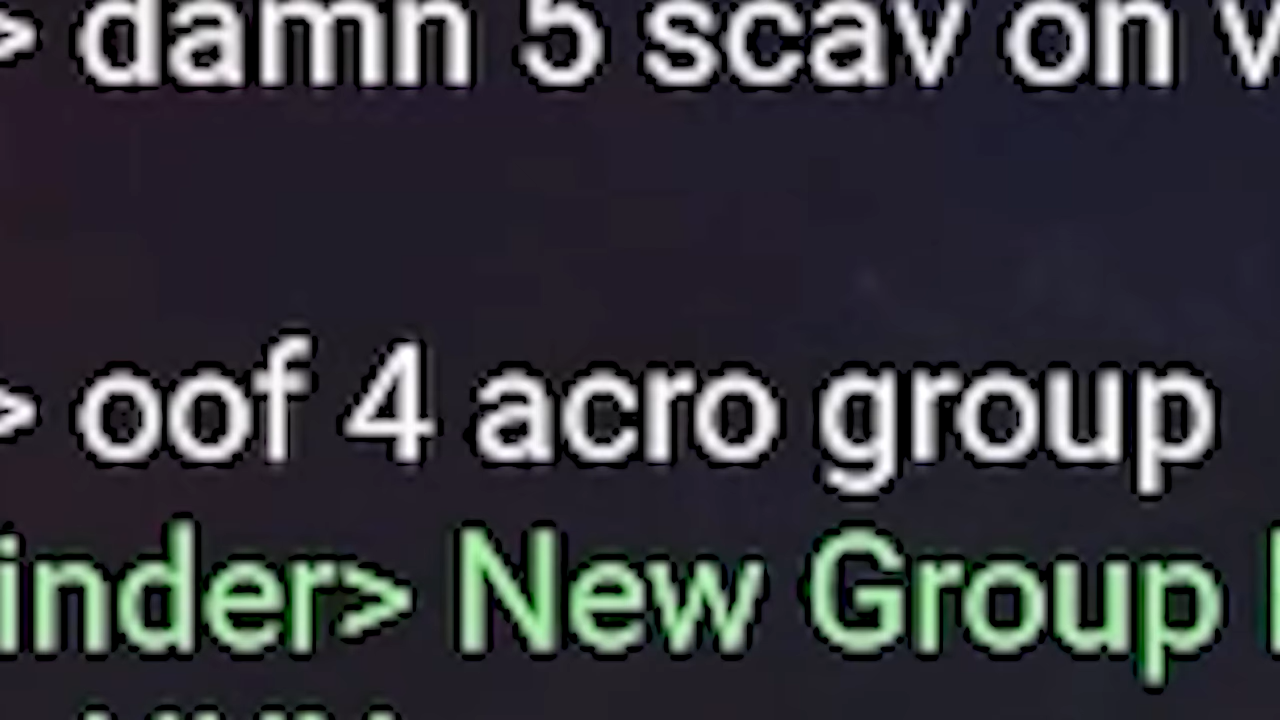 > damn 5 scav on
> oof 4 acro group
inder> New Group